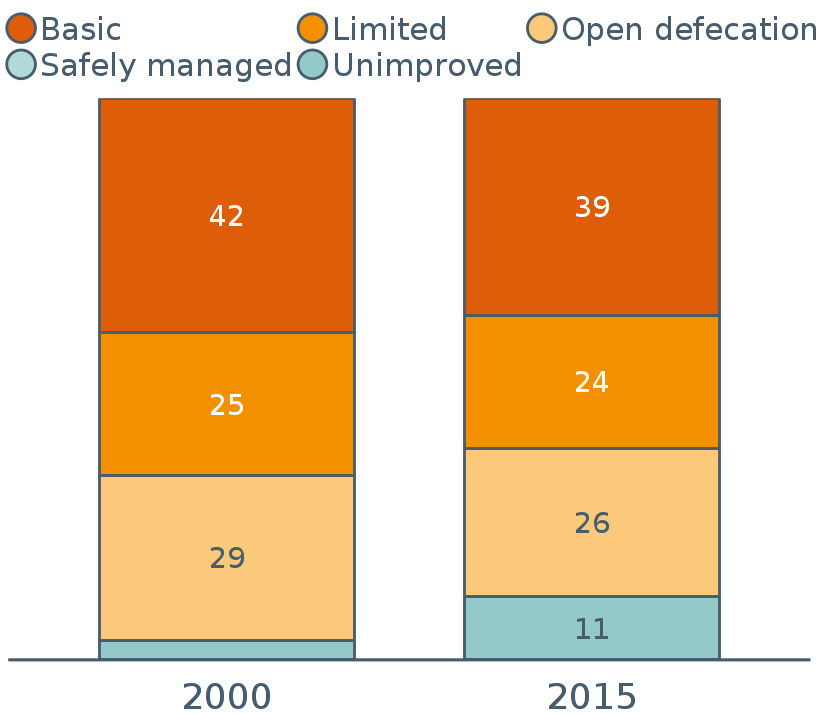 Basic Limited Open defecation
Safely managed Unimproved
42 39
25 24
29 26
11
2000 2015